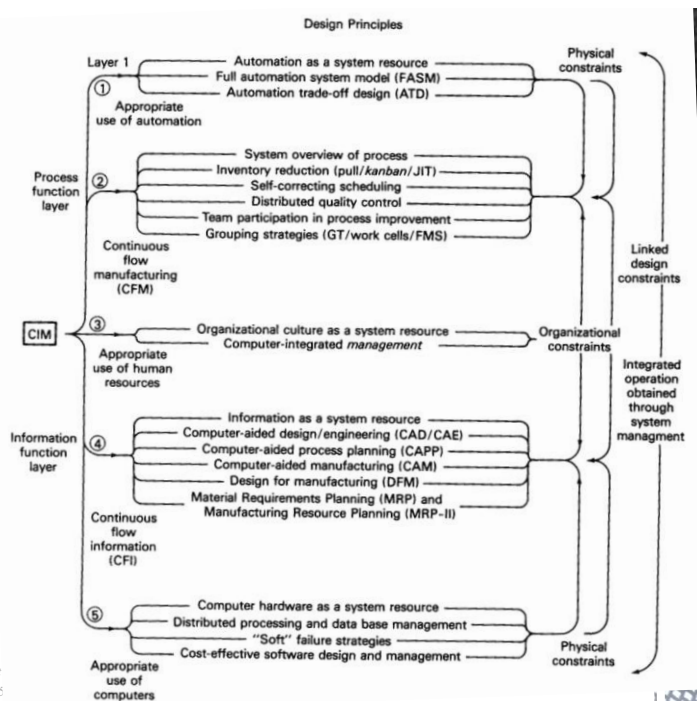 Design Principles
Layer 1
①
Appropriate
use of automation
Automation as a system resource
Full automation system model (FASM)
Automation trade-off design (ATD)
Physical
constraints
Process
function
layer
②
Continuous
flow
manufacturing
(CFM)
System overview of process
Inventory reduction (pull/kanban/JIT)
Self-correcting scheduling
Distributed quality control
Team participation in process improvement
Grouping strategies (GT/work cells/FMS)
Linked
design
constraints
CIM
③
Appropriate
use of human
resources
Organizational culture as a system resource
Computer-integrated management
Organizational
constraints
Integrated
operation
obtained
through
system
managment
Information
function
layer
④
Continuous
flow
information
(CFI)
Information as a system resource
Computer-aided design/engineering (CAD/CAE)
Computer-aided process planning (CAPP)
Computer-aided manufacturing (CAM)
Design for manufacturing (DFM)
Material Requirements Planning (MRP) and
Manufacturing Resource Planning (MRP-II)
⑤
Appropriate
use of
computers
Computer hardware as a system resource
Distributed processing and data base management
"Soft" failure strategies
Cost-effective software design and management
Physical
constraints